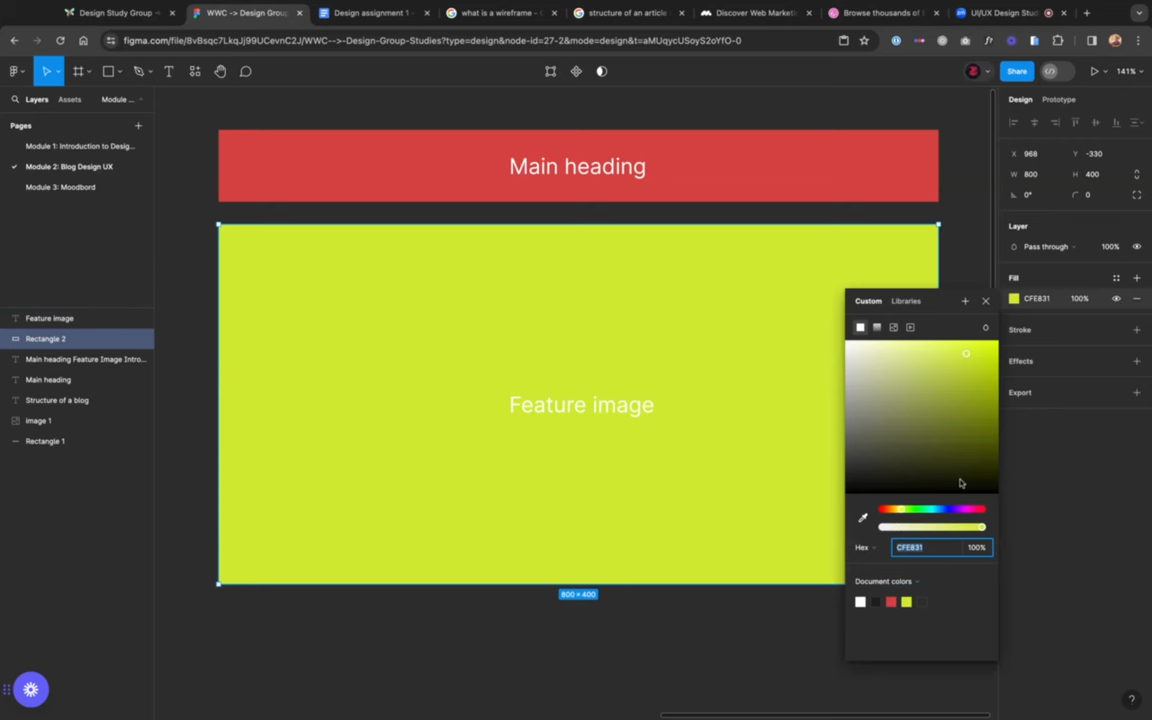 Design Study Group
WWC -> Design Grou
Design assignment 1 -
what is a wireframe -
structure of an article
Discover Web Marketi
Browse thousands of
UI/UX Design Stu
figma.com/file/8vBsqc7LkqJj99UCevnC2J/WWC-->-Design-Group-Studies?type=design&node-id=27-2&mode=design&t=aMUqycUSoyS2oYfO-0
Share
141%
Layers
Assets
Module ...
Design
Prototype
Pages
Module 1: Introduction to Desig...
Module 2: Blog Design UX
Module 3: Moodbord
X 968
Y -330
W 800
H 400
0°
0
Layer
Pass through
100%
Fill
CFE831
100%
Stroke
Effects
Export
Main heading
Feature image
800 × 400
Feature image
Rectangle 2
Main heading Feature Image Intro...
Main heading
Structure of a blog
image 1
Rectangle 1
Custom
Libraries
Hex
CFE831
100%
Document colors
?